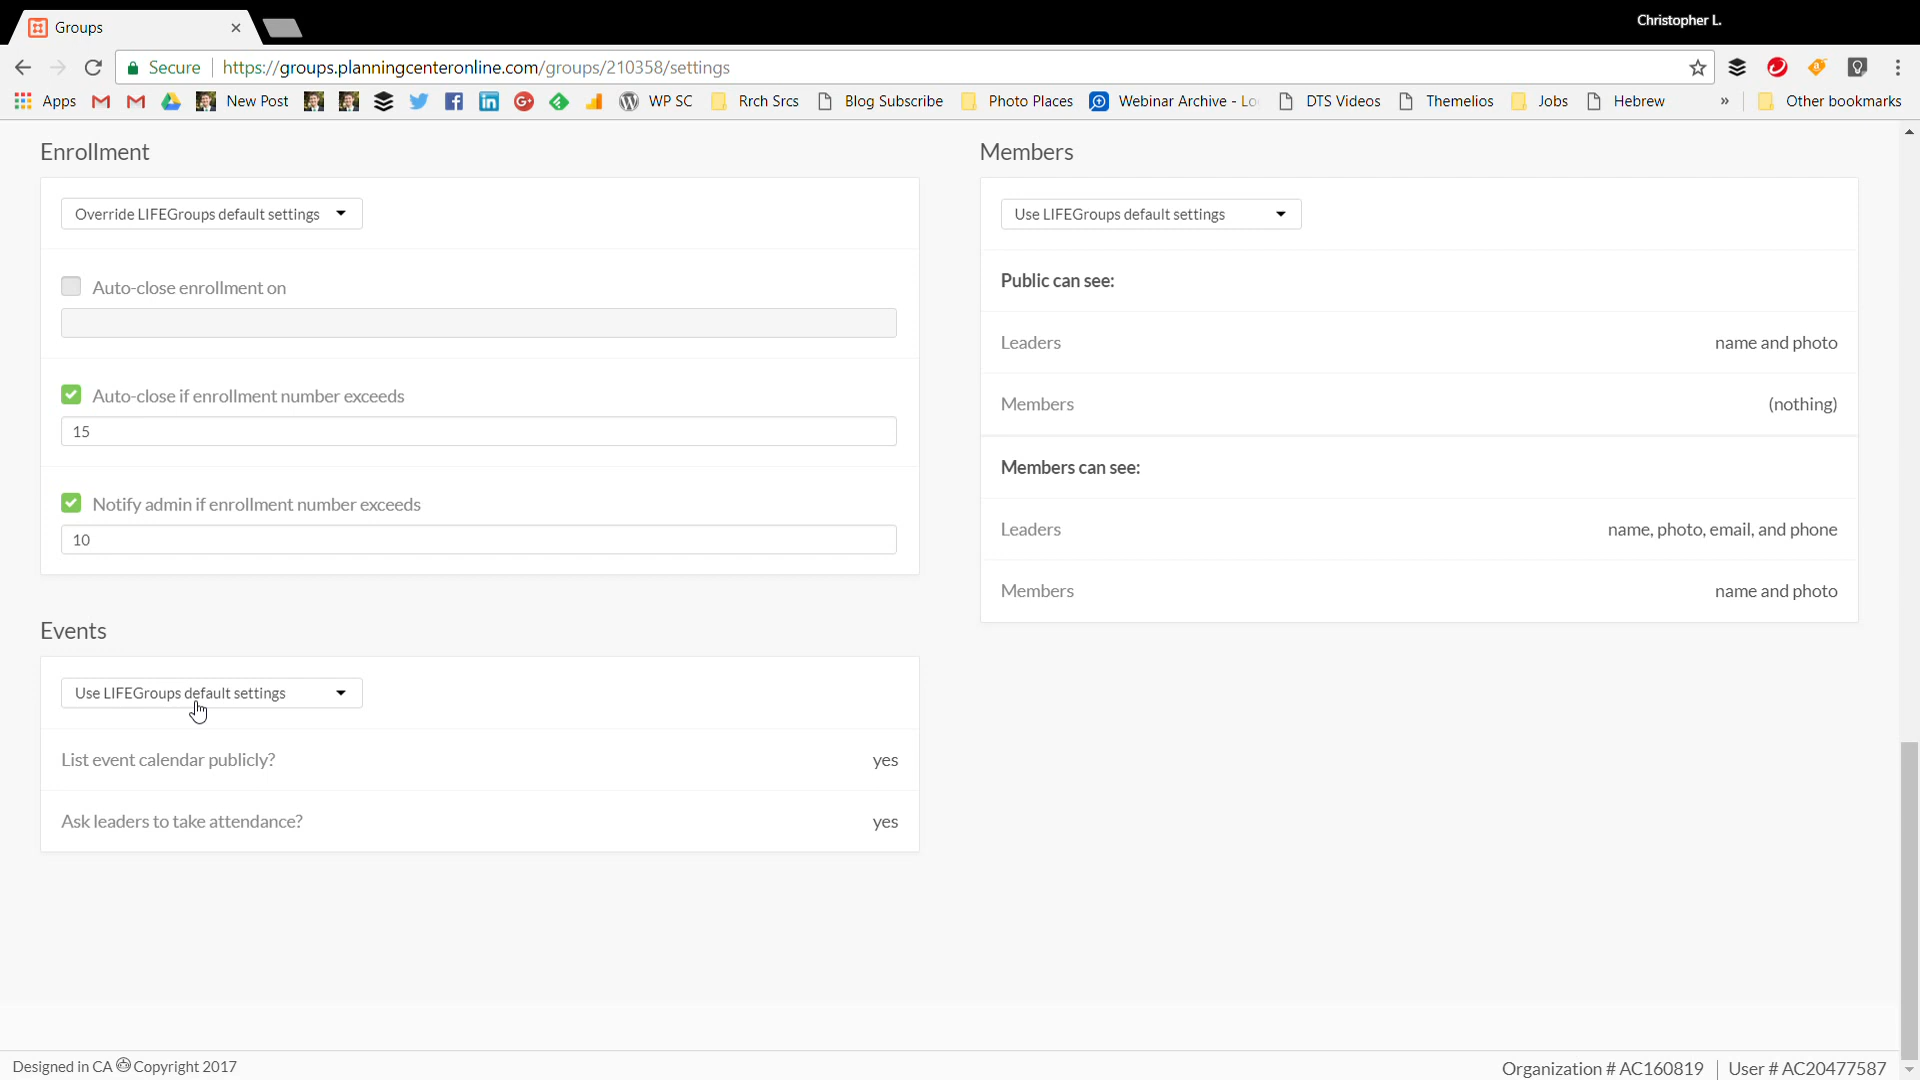 Groups
Christopher L.
Secure
https://groups.planningcenteronline.com/groups/210358/settings
Apps
New Post
WP SC
Rrch Srcs
Blog Subscribe
Photo Places
Webinar Archive - Lo
DTS Videos
Themelios
Jobs
Hebrew
»
Other bookmarks
Enrollment
Override LIFEGroups default settings
Auto-close enrollment on
Auto-close if enrollment number exceeds
15
Notify admin if enrollment number exceeds
10
Events
Use LIFEGroups default settings
List event calendar publicly? yes
Ask leaders to take attendance? yes
Members
Use LIFEGroups default settings
Public can see:
Leaders name and photo
Members (nothing)
Members can see:
Leaders name, photo, email, and phone
Members name and photo
Designed in CA Copyright 2017
Organization # AC160819 | User # AC20477587